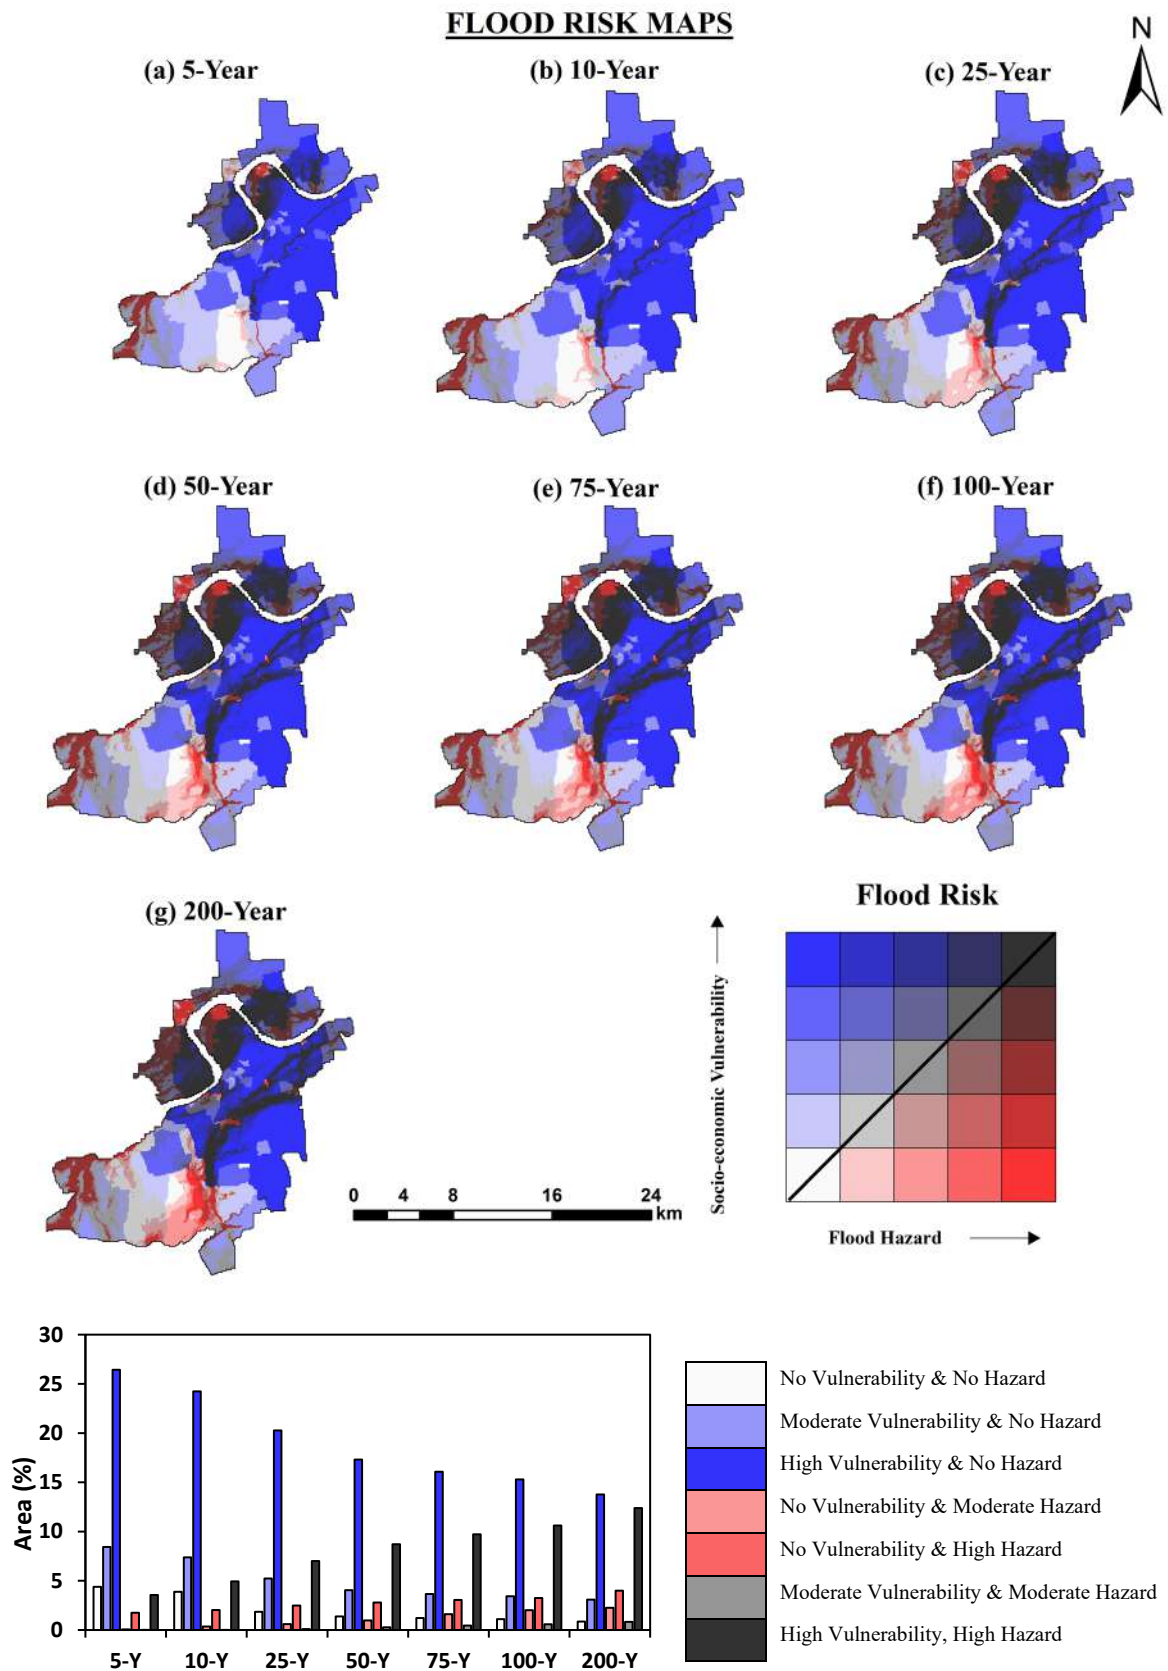 FLOOD RISK MAPS
N
(a) 5-Year
(b) 10-Year
(c) 25-Year
(d) 50-Year
(e) 75-Year
(f) 100-Year
(g) 200-Year
Flood Risk
Socio-economic Vulnerability
Flood Hazard
0 4 8 16 24
km
30
25
20
15
10
5
0
Area (%)
5-Y 10-Y 25-Y 50-Y 75-Y 100-Y 200-Y
No Vulnerability & No Hazard
Moderate Vulnerability & No Hazard
High Vulnerability & No Hazard
No Vulnerability & Moderate Hazard
No Vulnerability & High Hazard
Moderate Vulnerability & Moderate Hazard
High Vulnerability, High Hazard